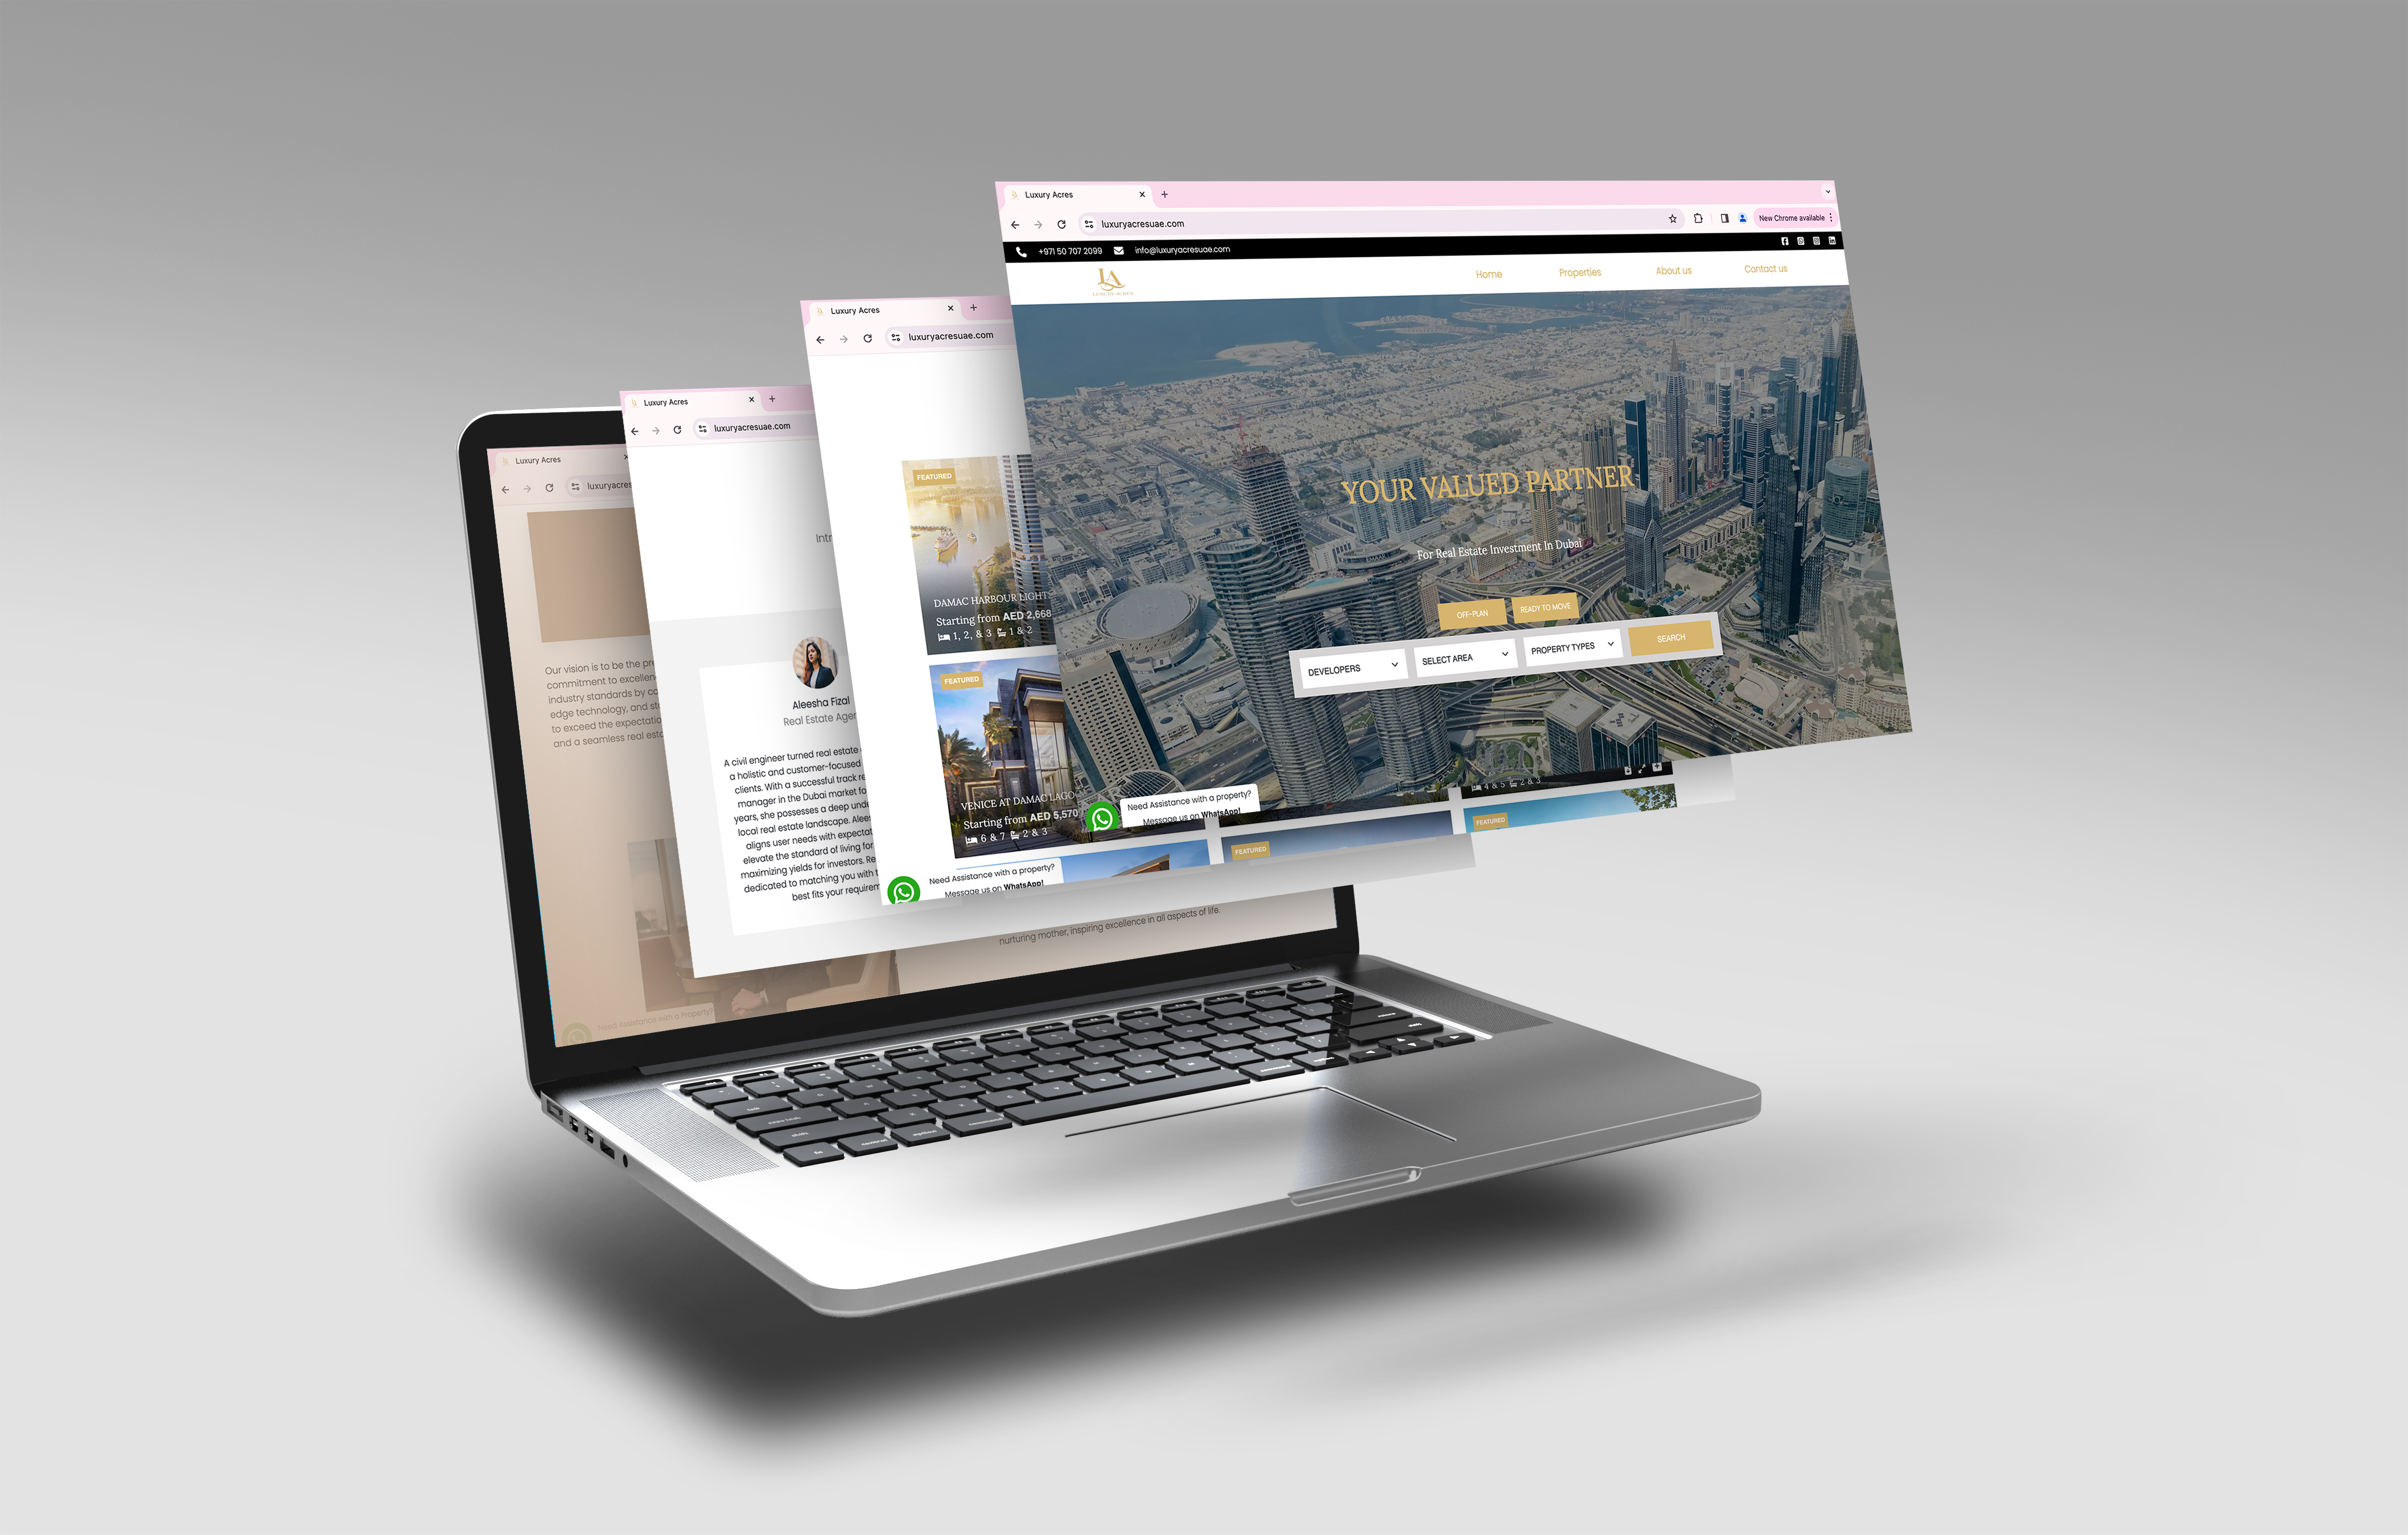 Luxury Acres
luxuryacresuae.com
New Chrome available
+971 50 707 2099
info@luxuryacresuae.com
LA
LUXURY ACRES
Home
Properties
About us
Contact us
YOUR VALUED PARTNER
For Real Estate Investment In Dubai
OFF-PLAN
READY TO MOVE
DEVELOPERS
SELECT AREA
PROPERTY TYPES
SEARCH
Need Assistance with a property?
Message us on WhatsApp!
Luxury Acres
luxuryacresuae.com
FEATURED
DAMAC HARBOUR LIGHTS
Starting from AED 2,668
1, 2, & 3 1 & 2
FEATURED
VENICE AT DAMAC LAGO
Starting from AED 5,570
6 & 7 2 & 3
4 & 5 2 & 3
FEATURED
FEATURED
Need Assistance with a property?
Message us on WhatsApp!
Luxury Acres
luxuryacresuae.com
Intr
Aleesha Fizal
Real Estate Agen
A civil engineer turned real estate
a holistic and customer-focused
clients. With a successful track re
manager in the Dubai market fo
years, she possesses a deep unde
local real estate landscape. Alees
aligns user needs with expectat
elevate the standard of living for
maximizing yields for investors. Re
dedicated to matching you with t
best fits your requirem
Luxury Acres
luxuryacres
Our vision is to be the pre
commitment to excellen
industry standards by co
edge technology, and st
to exceed the expectatio
and a seamless real esta
nurturing mother, inspiring excellence in all aspects of life.
Need Assistance with a Property?